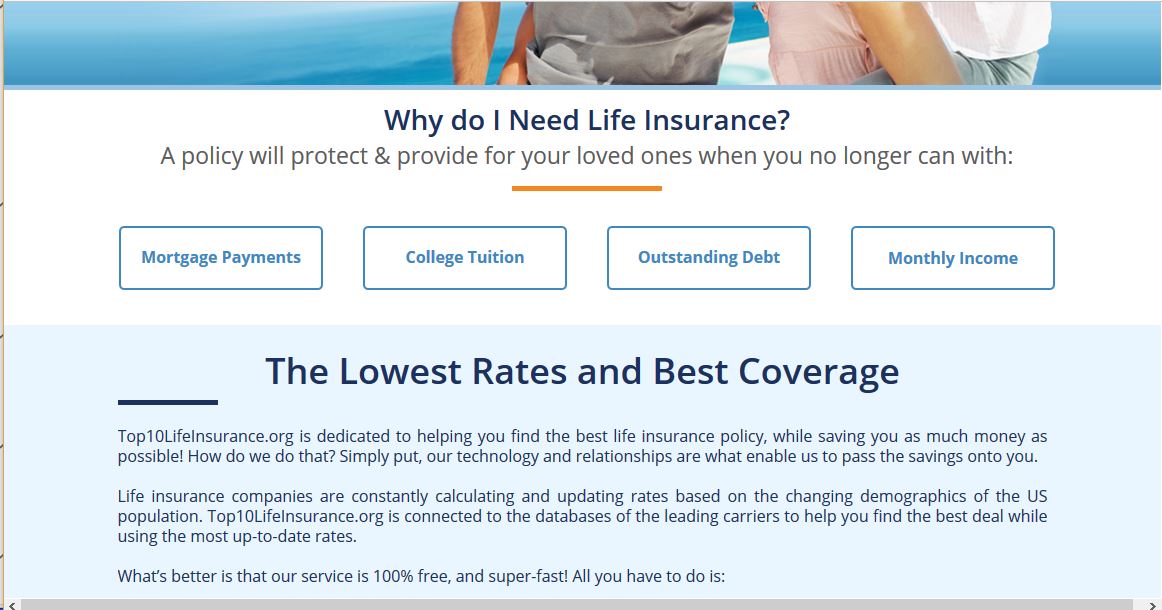 Why do I Need Life Insurance?
A policy will protect & provide for your loved ones when you no longer can with:
Mortgage Payments
College Tuition
Outstanding Debt
Monthly Income
The Lowest Rates and Best Coverage
Top10LifeInsurance.org is dedicated to helping you find the best life insurance policy, while saving you as much money as
possible! How do we do that? Simply put, our technology and relationships are what enable us to pass the savings onto you.
Life insurance companies are constantly calculating and updating rates based on the changing demographics of the US
population. Top10LifeInsurance.org is connected to the databases of the leading carriers to help you find the best deal while
using the most up-to-date rates.
What’s better is that our service is 100% free, and super-fast! All you have to do is: